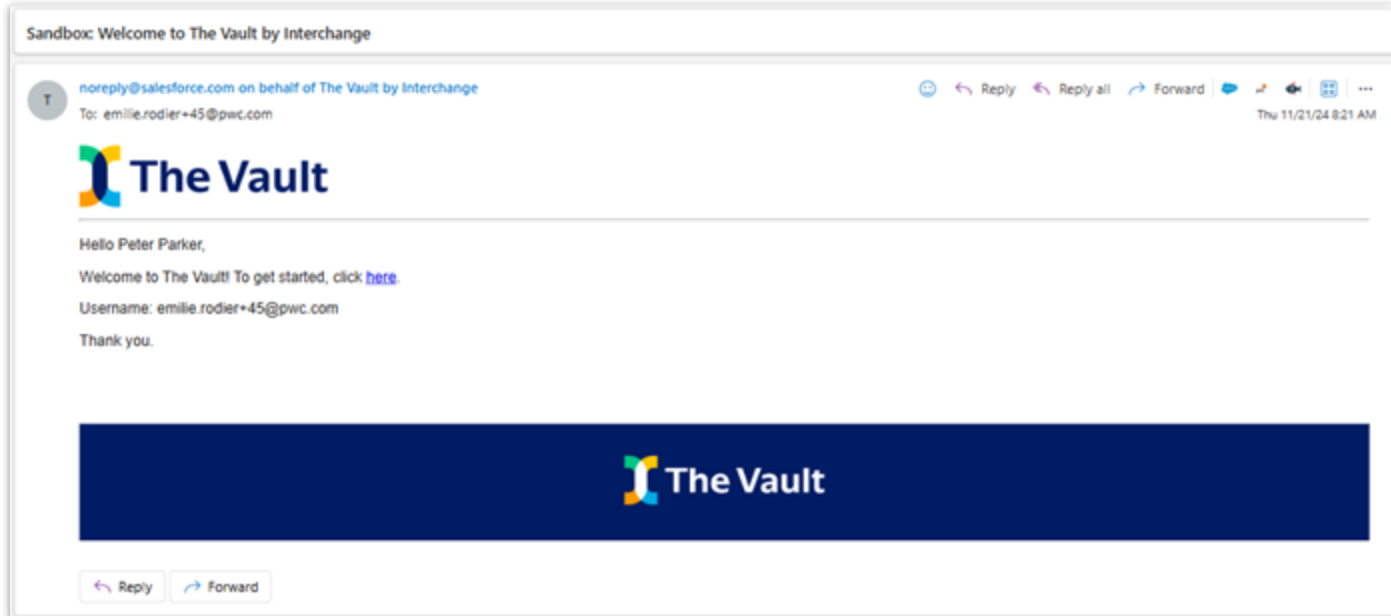 Sandbox: Welcome to The Vault by Interchange
T
noreply@salesforce.com on behalf of The Vault by Interchange
Reply
Reply all
Forward
To: emilie.rodier+45@pwc.com
Thu 11/21/24 8:21 AM
The Vault
Hello Peter Parker,
Welcome to The Vault! To get started, click here.
Username: emilie.rodier+45@pwc.com
Thank you.
The Vault
Reply
Forward